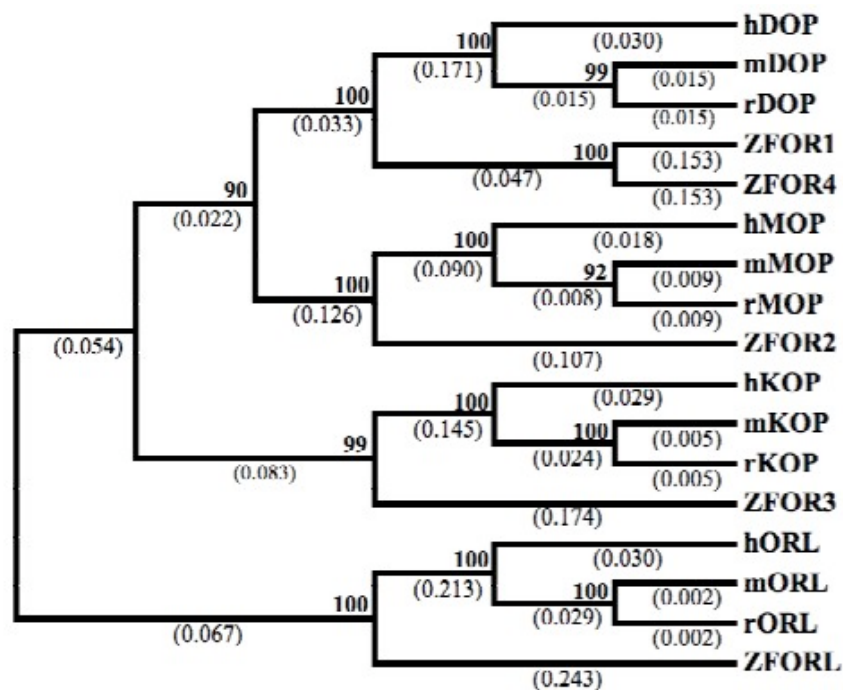 hDOP
100
(0.030)
mDOP
(0.171)
99
(0.015)
100
(0.015)
rDOP
(0.033)
(0.015)
ZFOR1
100
(0.153)
(0.047)
ZFOR4
90
(0.153)
(0.022)
hMOP
100
(0.018)
mMOP
(0.090)
92
(0.009)
100
(0.008)
rMOP
(0.126)
(0.009)
ZFOR2
(0.054)
(0.107)
hKOP
100
(0.029)
mKOP
(0.145)
100
(0.005)
99
(0.024)
rKOP
(0.083)
(0.005)
ZFOR3
(0.174)
hORL
100
(0.030)
mORL
(0.213)
100
(0.002)
100
(0.029)
rORL
(0.067)
(0.002)
ZFORL
(0.243)